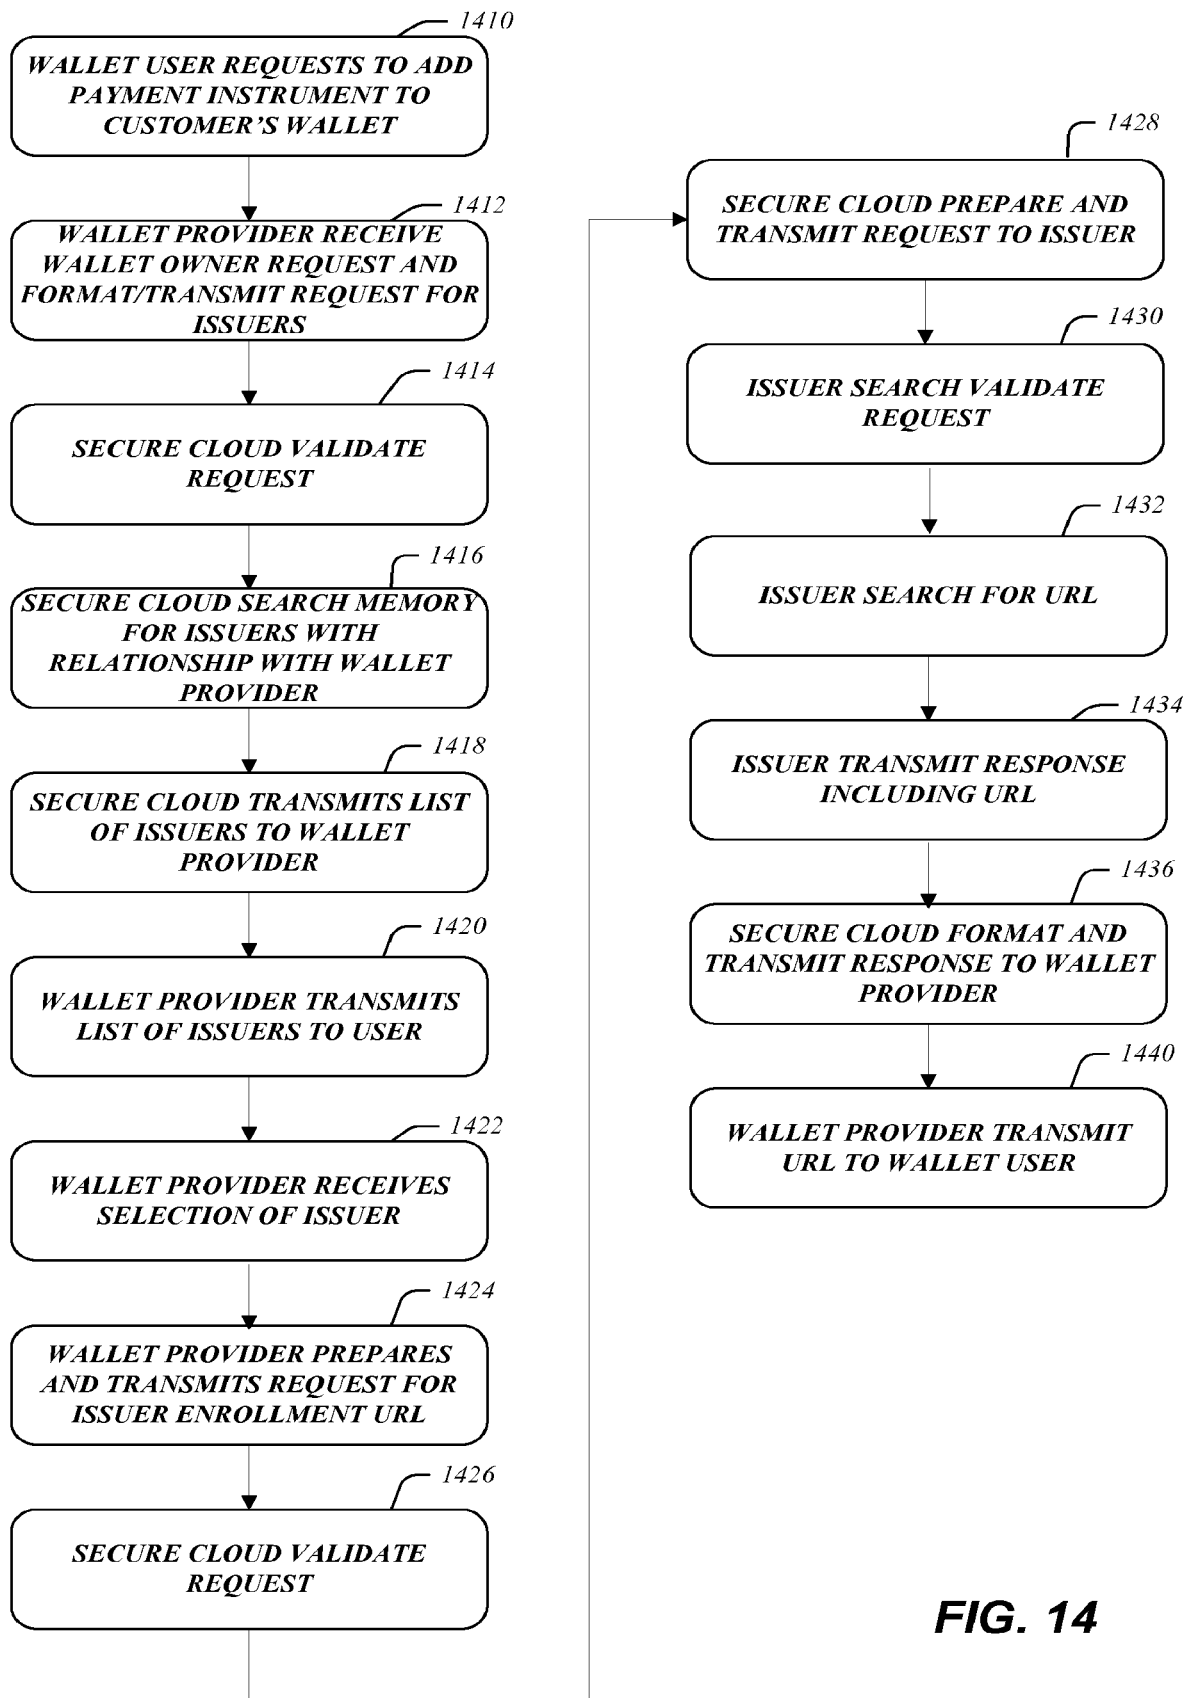 1410
WALLET USER REQUESTS TO ADD
PAYMENT INSTRUMENT TO
CUSTOMER'S WALLET
1412
WALLET PROVIDER RECEIVE
WALLET OWNER REQUEST AND
FORMAT/TRANSMIT REQUEST FOR
ISSUERS
1414
SECURE CLOUD VALIDATE
REQUEST
1416
SECURE CLOUD SEARCH MEMORY
FOR ISSUERS WITH
RELATIONSHIP WITH WALLET
PROVIDER
1418
SECURE CLOUD TRANSMITS LIST
OF ISSUERS TO WALLET
PROVIDER
1420
WALLET PROVIDER TRANSMITS
LIST OF ISSUERS TO USER
1422
WALLET PROVIDER RECEIVES
SELECTION OF ISSUER
1424
WALLET PROVIDER PREPARES
AND TRANSMITS REQUEST FOR
ISSUER ENROLLMENT URL
1426
SECURE CLOUD VALIDATE
REQUEST
1428
SECURE CLOUD PREPARE AND
TRANSMIT REQUEST TO ISSUER
1430
ISSUER SEARCH VALIDATE
REQUEST
1432
ISSUER SEARCH FOR URL
1434
ISSUER TRANSMIT RESPONSE
INCLUDING URL
1436
SECURE CLOUD FORMAT AND
TRANSMIT RESPONSE TO WALLET
PROVIDER
1440
WALLET PROVIDER TRANSMIT
URL TO WALLET USER
FIG. 14